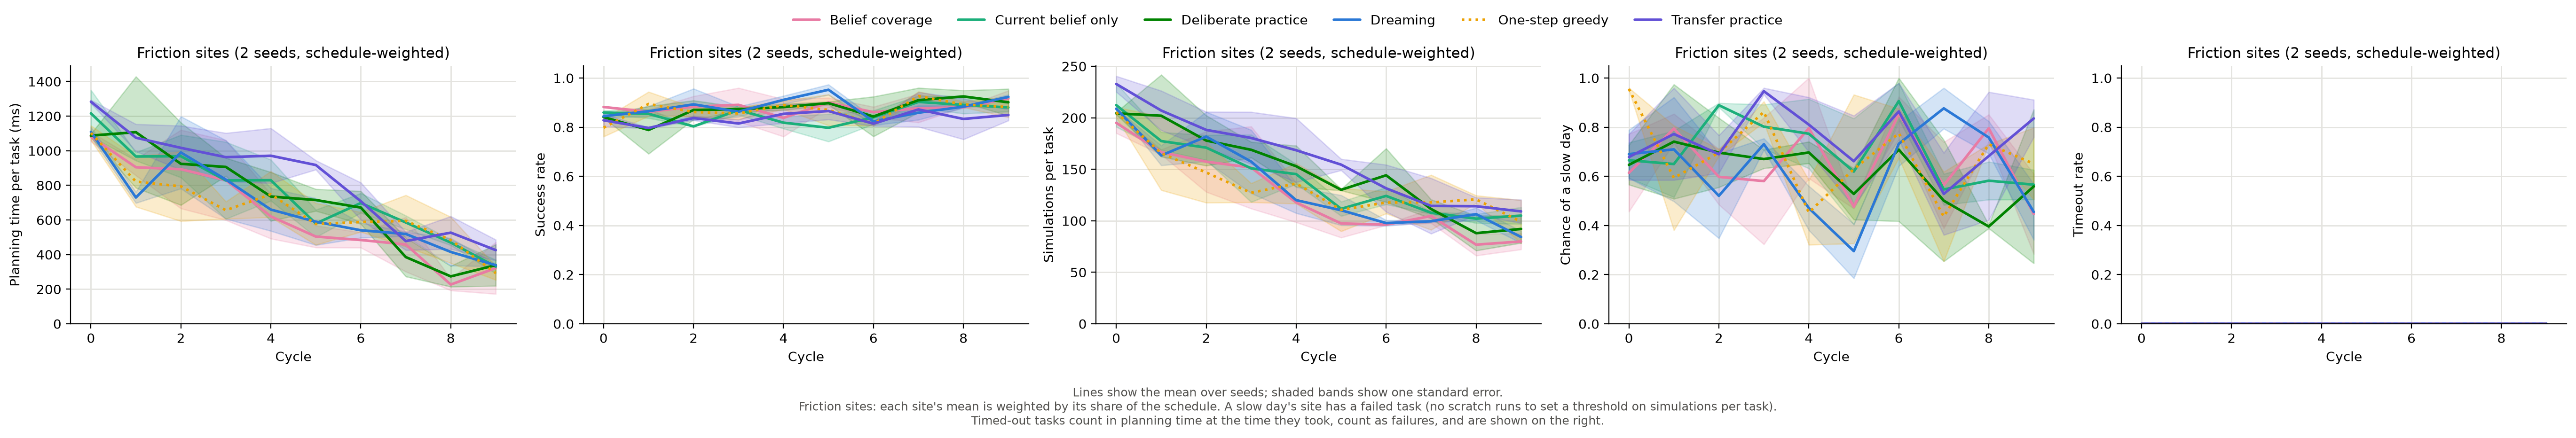 Belief coverage Current belief only Deliberate practice Dreaming One-step greedy Transfer practice
Friction sites (2 seeds, schedule-weighted)
Planning time per task (ms)
1400
1200
1000
800
600
400
200
0
0 2 4 6 8
Cycle
Friction sites (2 seeds, schedule-weighted)
Success rate
1.0
0.8
0.6
0.4
0.2
0.0
0 2 4 6 8
Cycle
Friction sites (2 seeds, schedule-weighted)
Simulations per task
250
200
150
100
50
0
0 2 4 6 8
Cycle
Friction sites (2 seeds, schedule-weighted)
Chance of a slow day
1.0
0.8
0.6
0.4
0.2
0.0
0 2 4 6 8
Cycle
Friction sites (2 seeds, schedule-weighted)
Timeout rate
1.0
0.8
0.6
0.4
0.2
0.0
0 2 4 6 8
Cycle
Lines show the mean over seeds; shaded bands show one standard error.
Friction sites: each site's mean is weighted by its share of the schedule. A slow day's site has a failed task (no scratch runs to set a threshold on simulations per task).
Timed-out tasks count in planning time at the time they took, count as failures, and are shown on the right.